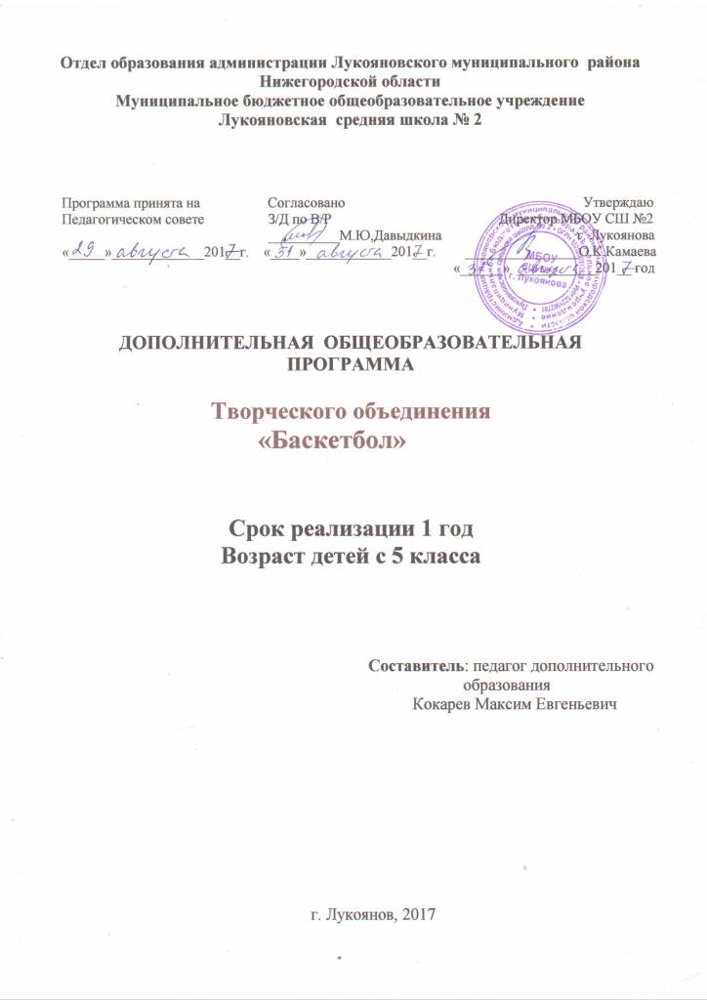 Отдел образования администрации Лукояновского муниципального района
Нижегородской области
Муниципальное бюджетное общеобразовательное учреждение
Лукояновская средняя школа № 2
Программа принята на
Педагогическом совете
«29» августа 2017 г.
Согласовано
З/Д по В/Р
________М.Ю,Давыдкина
«31» августа 2017 г.
Утверждаю
Директор МБОУ СШ №2
г. Лукоянова
О.К.Камаева
«31» августа 2017 год
МБОУ
г. Лукоянова
ДОПОЛНИТЕЛЬНАЯ ОБЩЕОБРАЗОВАТЕЛЬНАЯ
ПРОГРАММА
Творческого объединения
«Баскетбол»
Срок реализации 1 год
Возраст детей с 5 класса
Составитель: педагог дополнительного
образования
Кокарев Максим Евгеньевич
г. Лукоянов, 2017